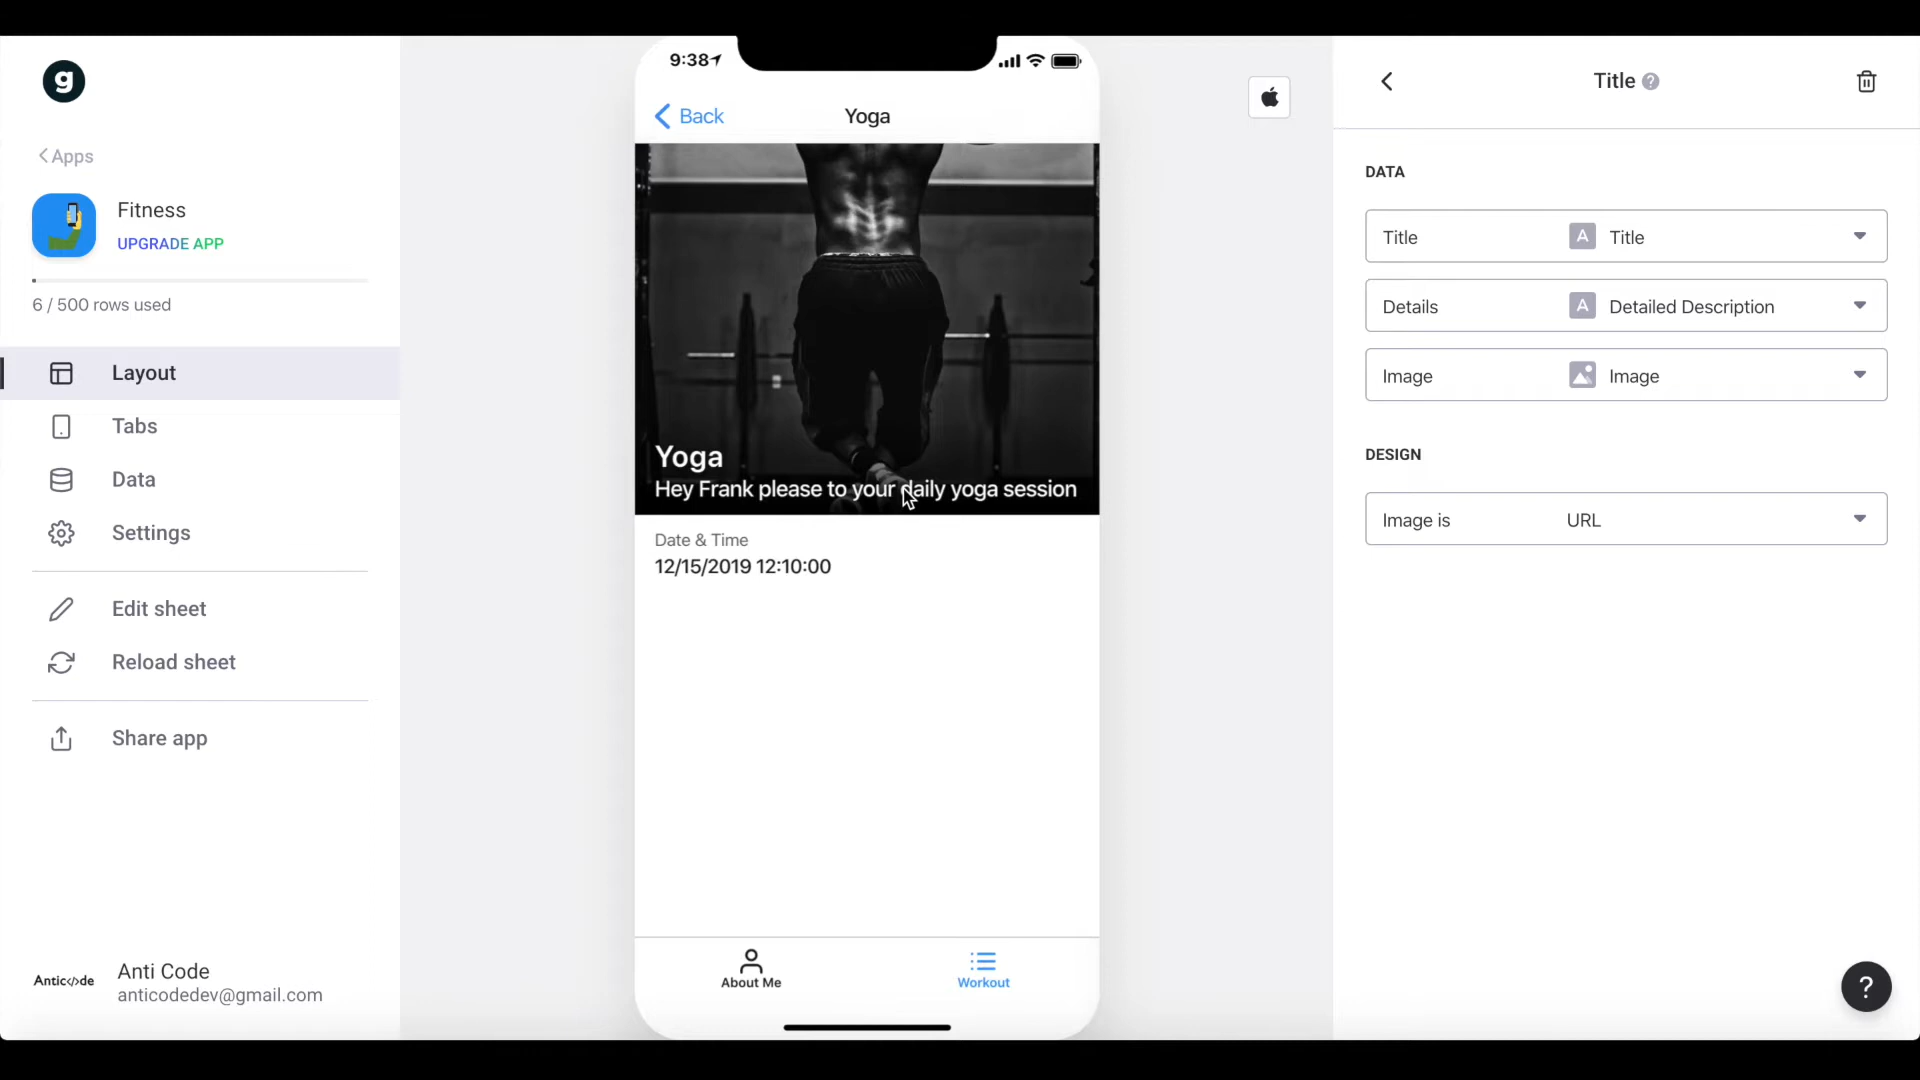 g
Apps
Fitness
UPGRADE APP
6 / 500 rows used
Layout
Tabs
Data
Settings
Edit sheet
Reload sheet
Share app
Antic</>de
Anti Code
anticodedev@gmail.com
9:38
Back
Yoga
Yoga
Hey Frank please to your daily yoga session
Date & Time
12/15/2019 12:10:00
About Me
Workout
Title ?
DATA
Title A Title
Details A Detailed Description
Image Image
DESIGN
Image is URL
?